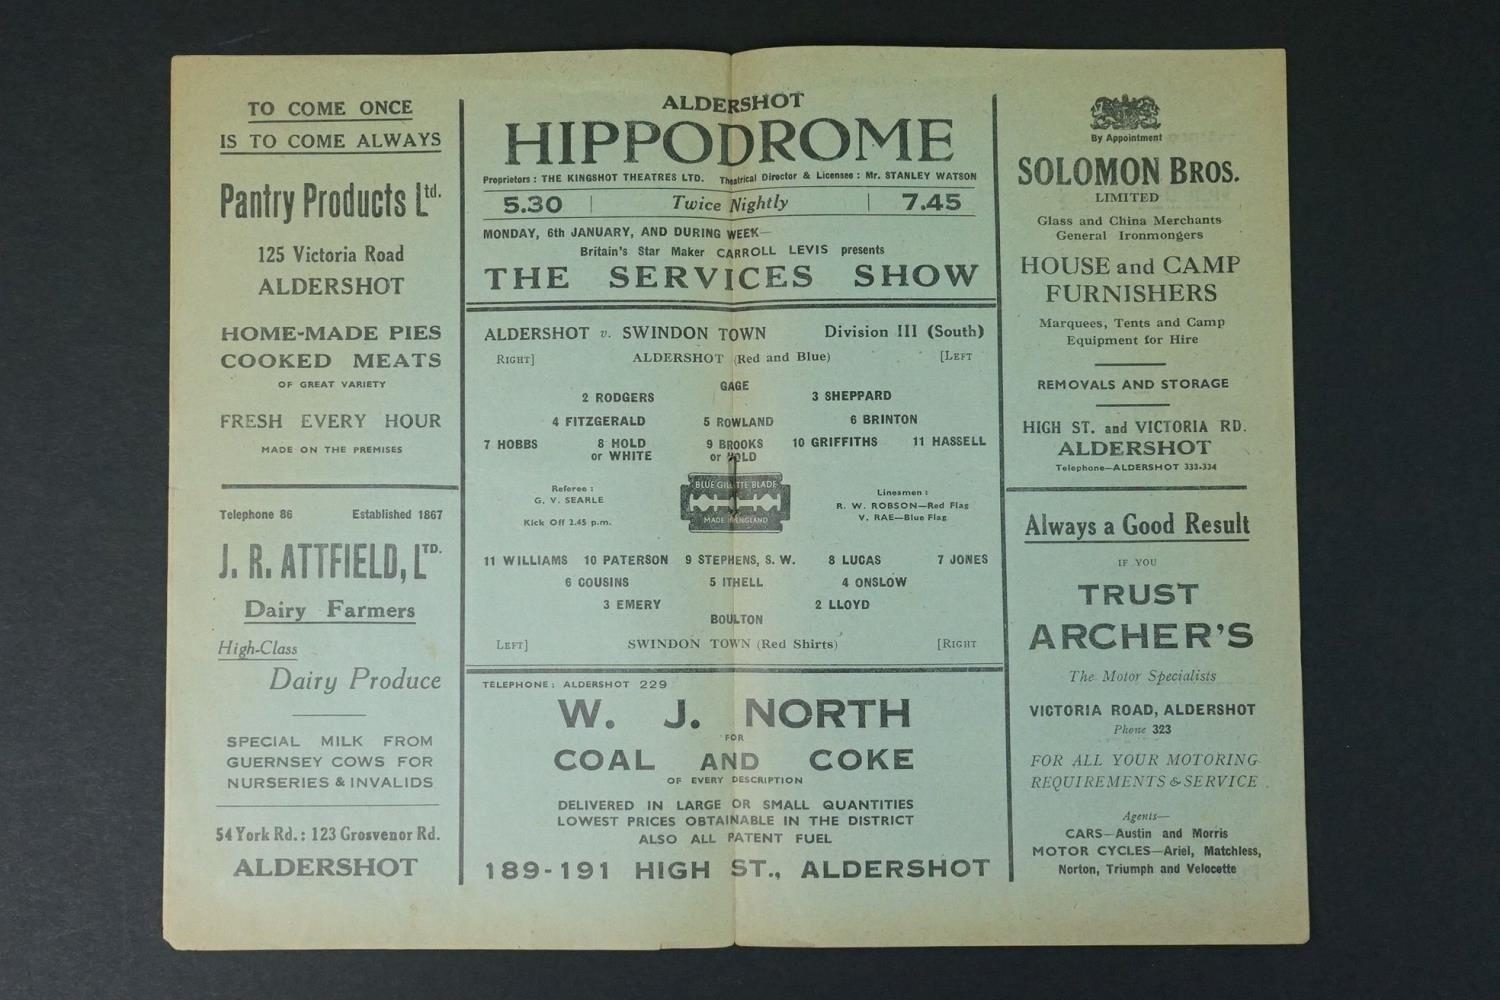 TO COME ONCE
IS TO COME ALWAYS
Pantry Products Ltd.
125 Victoria Road
ALDERSHOT
HOME-MADE PIES
COOKED MEATS
OF GREAT VARIETY
FRESH EVERY HOUR
MADE ON THE PREMISES
Telephone 86 Established 1867
J. R. ATTFIELD, LTD.
Dairy Farmers
High-Class
Dairy Produce
SPECIAL MILK FROM
GUERNSEY COWS FOR
NURSERIES & INVALIDS
54 York Rd.: 123 Grosvenor Rd.
ALDERSHOT
ALDERSHOT
HIPPODROME
Proprietors : THE KINGSHOT THEATRES LTD. Theatrical Director & Licensee : Mr. STANLEY WATSON
5.30 | Twice Nightly | 7.45
MONDAY, 6th JANUARY, AND DURING WEEK—
Britain's Star Maker CARROLL LEVIS presents
THE SERVICES SHOW
ALDERSHOT v. SWINDON TOWN Division III (South)
RIGHT] ALDERSHOT (Red and Blue) [LEFT
GAGE
2 RODGERS 3 SHEPPARD
4 FITZGERALD 5 ROWLAND 6 BRINTON
7 HOBBS 8 HOLD 9 BROOKS 10 GRIFFITHS 11 HASSELL
or WHITE or HOLD
Referee :
G. V. SEARLE
Kick Off 2.45 p.m.
BLUE GILLETTE BLADE
MADE IN ENGLAND
Linesmen :
R. W. ROBSON—Red Flag
V. RAE—Blue Flag
11 WILLIAMS 10 PATERSON 9 STEPHENS, S. W. 8 LUCAS 7 JONES
6 COUSINS 5 ITHELL 4 ONSLOW
3 EMERY 2 LLOYD
BOULTON
LEFT] SWINDON TOWN (Red Shirts) [RIGHT
TELEPHONE: ALDERSHOT 229
W. J. NORTH
FOR
COAL AND COKE
OF EVERY DESCRIPTION
DELIVERED IN LARGE OR SMALL QUANTITIES
LOWEST PRICES OBTAINABLE IN THE DISTRICT
ALSO ALL PATENT FUEL
189-191 HIGH ST., ALDERSHOT
By Appointment
SOLOMON BROS.
LIMITED
Glass and China Merchants
General Ironmongers
HOUSE and CAMP
FURNISHERS
Marquees, Tents and Camp
Equipment for Hire
REMOVALS AND STORAGE
HIGH ST. and VICTORIA RD.
ALDERSHOT
Telephone—ALDERSHOT 333-334
Always a Good Result
IF YOU
TRUST
ARCHER'S
The Motor Specialists
VICTORIA ROAD, ALDERSHOT
Phone 323
FOR ALL YOUR MOTORING
REQUIREMENTS & SERVICE
Agents—
CARS—Austin and Morris
MOTOR CYCLES—Ariel, Matchless,
Norton, Triumph and Velocette